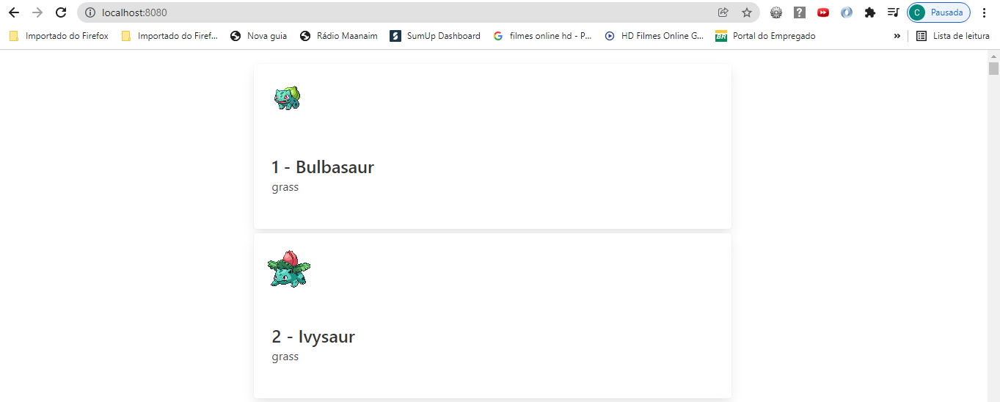 localhost:8080
C Pausada
Importado do Firefox Importado do Firef... Nova guia Rádio Maanaim S SumUp Dashboard G filmes online hd - P... HD Filmes Online G... BR Portal do Empregado » Lista de leitura
1 - Bulbasaur
grass
2 - Ivysaur
grass